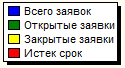 Всего заявок
Открытые заявки
Закрытые заявки
Истек срок